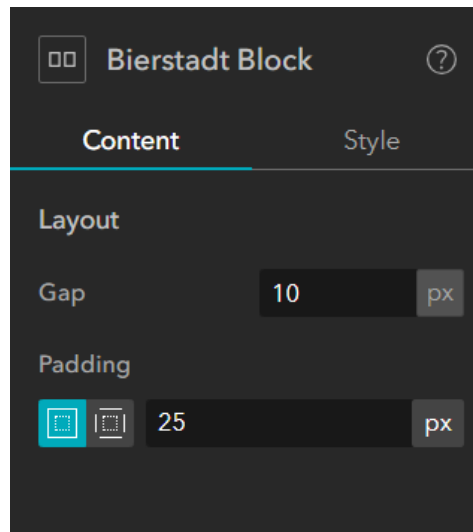 Bierstadt Block ?
Content Style
Layout
Gap 10 px
Padding
25 px